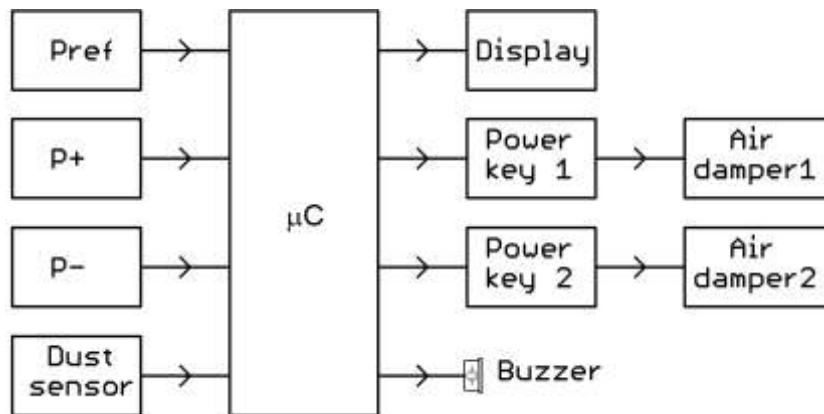 Pref
Display
P+
Power
key 1
Air
damper1
μC
P-
Power
key 2
Air
damper2
Dust
sensor
Buzzer